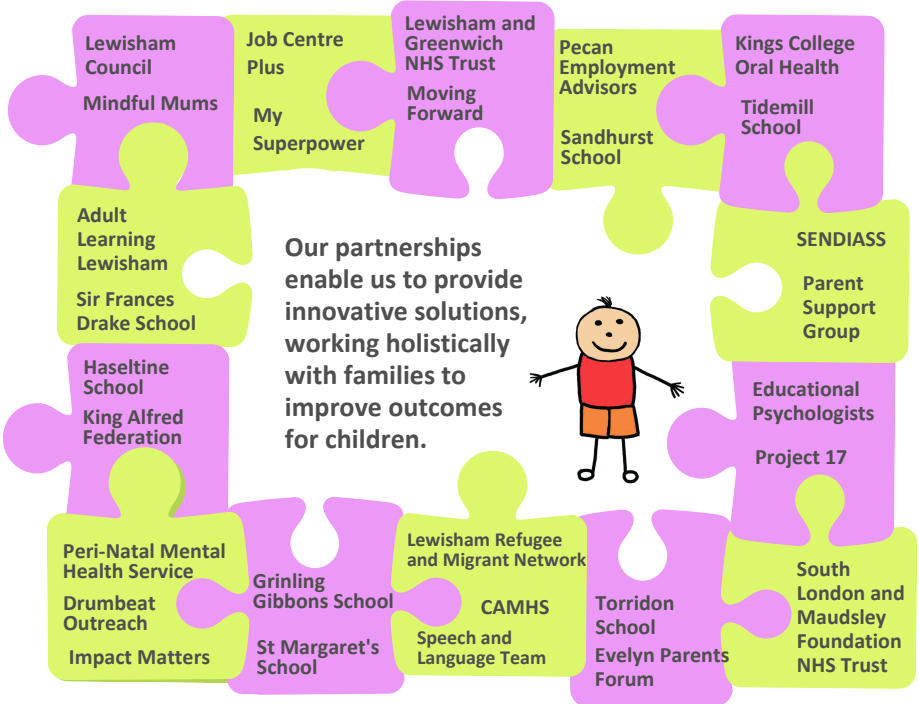 Lewisham
Council
Mindful Mums
Job Centre
Plus
My
Superpower
Lewisham and
Greenwich
NHS Trust
Moving
Forward
Pecan
Employment
Advisors
Sandhurst
School
Kings College
Oral Health
Tidemill
School
Adult
Learning
Lewisham
Sir Frances
Drake School
Our partnerships
enable us to provide
innovative solutions,
working holistically
with families to
improve outcomes
for children.
SENDIASS
Parent
Support
Group
Haseltine
School
King Alfred
Federation
Educational
Psychologists
Project 17
Peri-Natal Mental
Health Service
Drumbeat
Outreach
Impact Matters
Grinling
Gibbons School
St Margaret's
School
Lewisham Refugee
and Migrant Network
CAMHS
Speech and
Language Team
Torridon
School
Evelyn Parents
Forum
South
London and
Maudsley
Foundation
NHS Trust